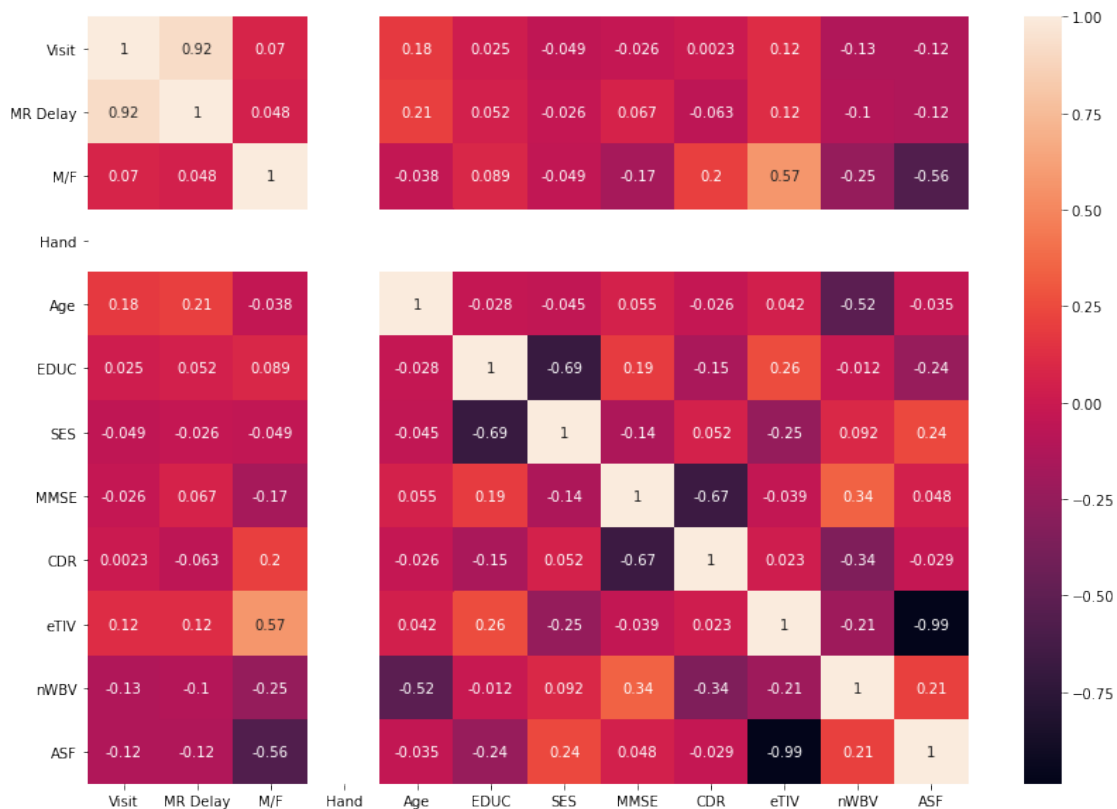 Visit 1 0.92 0.07 0.18 0.025 -0.049 -0.026 0.0023 0.12 -0.13 -0.12
MR Delay 0.92 1 0.048 0.21 0.052 -0.026 0.067 -0.063 0.12 -0.1 -0.12
M/F 0.07 0.048 1 -0.038 0.089 -0.049 -0.17 0.2 0.57 -0.25 -0.56
Hand
Age 0.18 0.21 -0.038 1 -0.028 -0.045 0.055 -0.026 0.042 -0.52 -0.035
EDUC 0.025 0.052 0.089 -0.028 1 -0.69 0.19 -0.15 0.26 -0.012 -0.24
SES -0.049 -0.026 -0.049 -0.045 -0.69 1 -0.14 0.052 -0.25 0.092 0.24
MMSE -0.026 0.067 -0.17 0.055 0.19 -0.14 1 -0.67 -0.039 0.34 0.048
CDR 0.0023 -0.063 0.2 -0.026 -0.15 0.052 -0.67 1 0.023 -0.34 -0.029
eTIV 0.12 0.12 0.57 0.042 0.26 -0.25 -0.039 0.023 1 -0.21 -0.99
nWBV -0.13 -0.1 -0.25 -0.52 -0.012 0.092 0.34 -0.34 -0.21 1 0.21
ASF -0.12 -0.12 -0.56 -0.035 -0.24 0.24 0.048 -0.029 -0.99 0.21 1
Visit MR Delay M/F Hand Age EDUC SES MMSE CDR eTIV nWBV ASF
1.00
0.75
0.50
0.25
0.00
−0.25
−0.50
−0.75